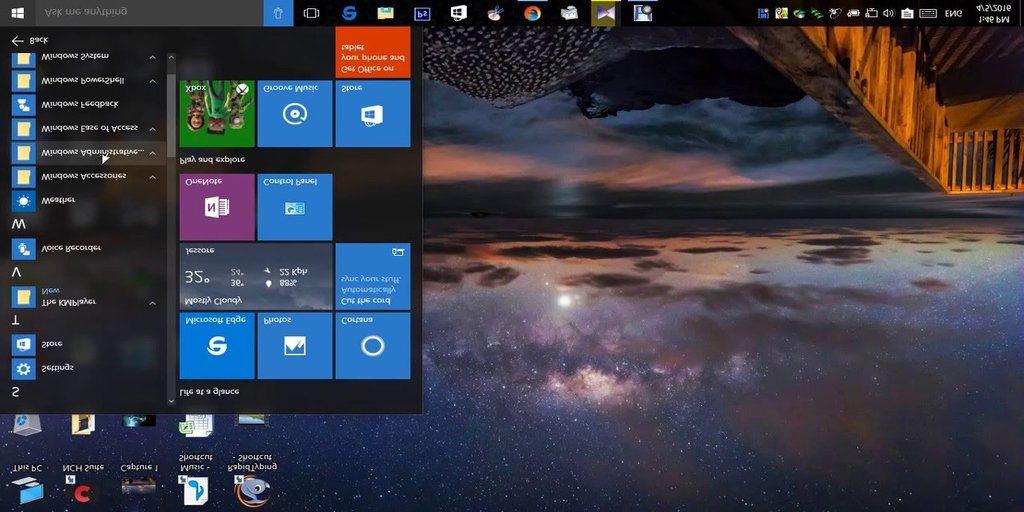 This PC
NCH Suite
Capture 1
Music -
Shortcut
RapidTyping
- Shortcut
S
Settings
Store
T
The KMPlayer
New
V
Voice Recorder
W
Weather
Windows Accessories
Windows Administrative...
Windows Ease of Access
Windows Feedback
Windows PowerShell
Windows System
Back
Life at a glance
Microsoft Edge
Photos
Cortana
Mostly Cloudy
32°
36°
24°
88%
22 Kph
Jessore
Cut the cord
Automatically
sync your stuff.
OneNote
Control Panel
Play and explore
Xbox
Groove Music
Store
Get Office on
your phone and
tablet
Ask me anything
ENG
1:46 PM
4/5/2016